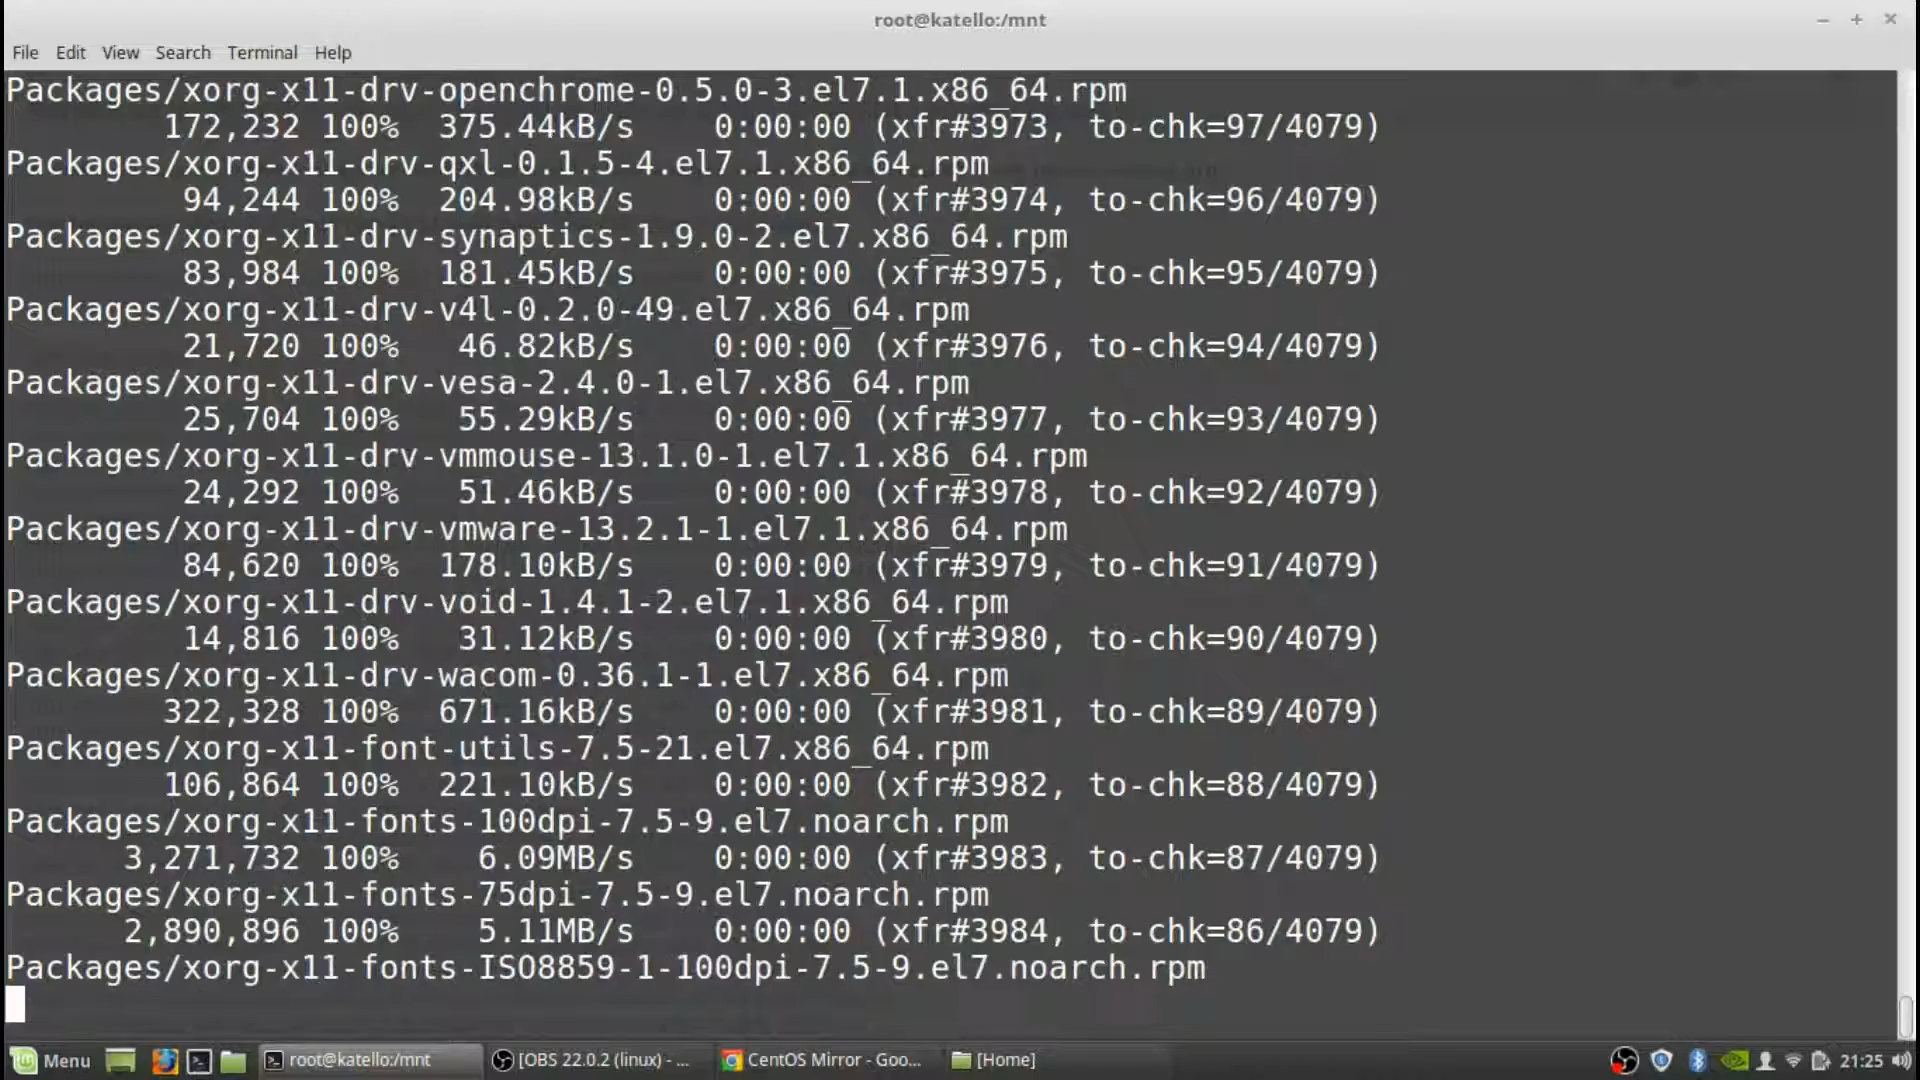 root@katello:/mnt
File Edit View Search Terminal Help
Packages/xorg-x11-drv-openchrome-0.5.0-3.el7.1.x86_64.rpm
172,232 100% 375.44kB/s 0:00:00 (xfr#3973, to-chk=97/4079)
Packages/xorg-x11-drv-qxl-0.1.5-4.el7.1.x86_64.rpm
94,244 100% 204.98kB/s 0:00:00 (xfr#3974, to-chk=96/4079)
Packages/xorg-x11-drv-synaptics-1.9.0-2.el7.x86_64.rpm
83,984 100% 181.45kB/s 0:00:00 (xfr#3975, to-chk=95/4079)
Packages/xorg-x11-drv-v4l-0.2.0-49.el7.x86_64.rpm
21,720 100% 46.82kB/s 0:00:00 (xfr#3976, to-chk=94/4079)
Packages/xorg-x11-drv-vesa-2.4.0-1.el7.x86_64.rpm
25,704 100% 55.29kB/s 0:00:00 (xfr#3977, to-chk=93/4079)
Packages/xorg-x11-drv-vmmouse-13.1.0-1.el7.1.x86_64.rpm
24,292 100% 51.46kB/s 0:00:00 (xfr#3978, to-chk=92/4079)
Packages/xorg-x11-drv-vmware-13.2.1-1.el7.1.x86_64.rpm
84,620 100% 178.10kB/s 0:00:00 (xfr#3979, to-chk=91/4079)
Packages/xorg-x11-drv-void-1.4.1-2.el7.1.x86_64.rpm
14,816 100% 31.12kB/s 0:00:00 (xfr#3980, to-chk=90/4079)
Packages/xorg-x11-drv-wacom-0.36.1-1.el7.x86_64.rpm
322,328 100% 671.16kB/s 0:00:00 (xfr#3981, to-chk=89/4079)
Packages/xorg-x11-font-utils-7.5-21.el7.x86_64.rpm
106,864 100% 221.10kB/s 0:00:00 (xfr#3982, to-chk=88/4079)
Packages/xorg-x11-fonts-100dpi-7.5-9.el7.noarch.rpm
3,271,732 100% 6.09MB/s 0:00:00 (xfr#3983, to-chk=87/4079)
Packages/xorg-x11-fonts-75dpi-7.5-9.el7.noarch.rpm
2,890,896 100% 5.11MB/s 0:00:00 (xfr#3984, to-chk=86/4079)
Packages/xorg-x11-fonts-ISO8859-1-100dpi-7.5-9.el7.noarch.rpm
Menu root@katello:/mnt [OBS 22.0.2 (linux) - ... CentOS Mirror - Goo... [Home] 21:25